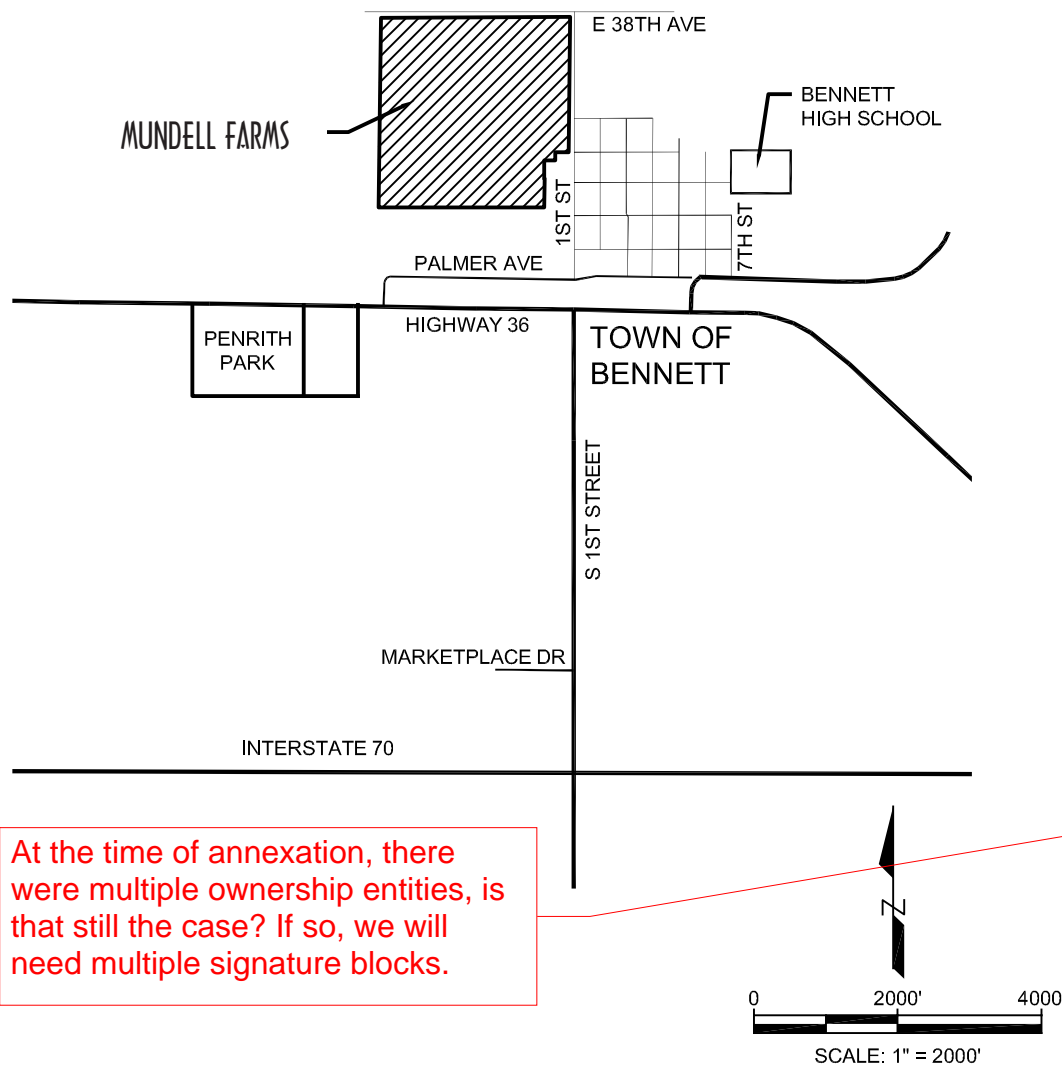 E 38TH AVE
MUNDELL FARMS
BENNETT
HIGH SCHOOL
1ST ST
7TH ST
PALMER AVE
HIGHWAY 36
PENRITH
PARK
TOWN OF
BENNETT
S 1ST STREET
MARKETPLACE DR
INTERSTATE 70
At the time of annexation, there
were multiple ownership entities, is
that still the case? If so, we will
need multiple signature blocks.
N
0 2000' 4000
SCALE: 1" = 2000'